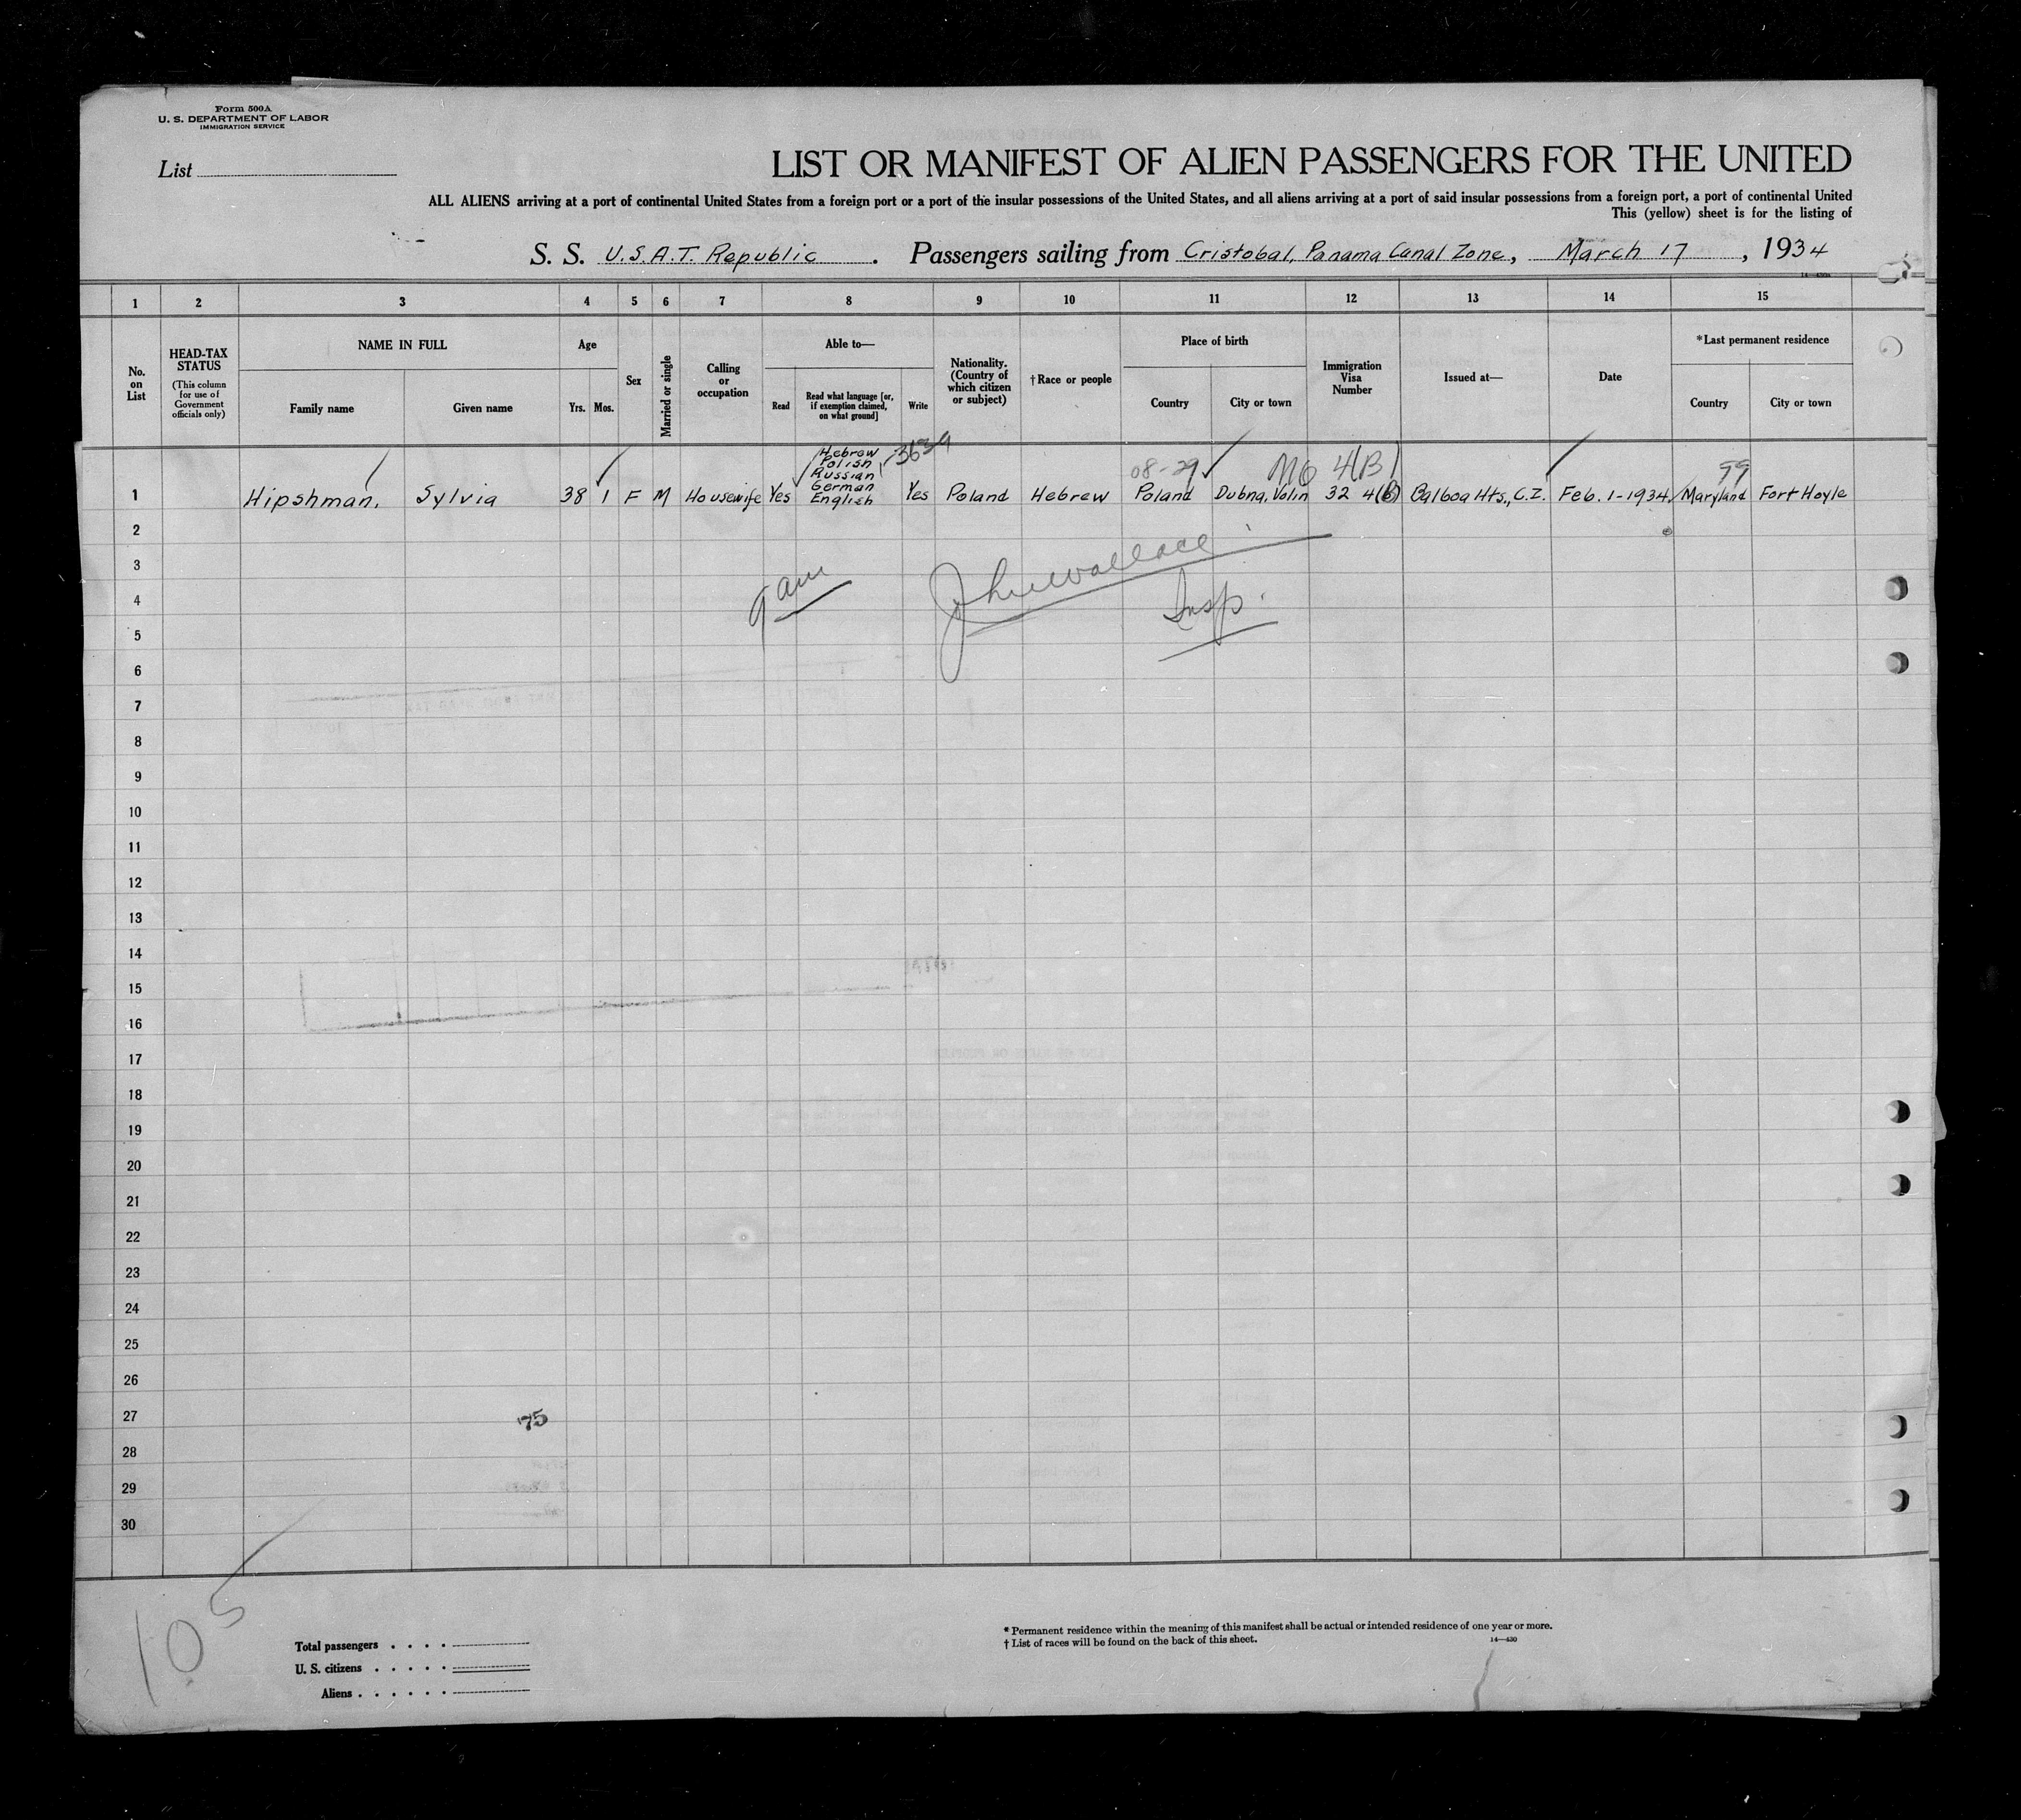 Form 500A
U. S. DEPARTMENT OF LABOR
IMMIGRATION SERVICE
List
LIST OR MANIFEST OF ALIEN PASSENGERS FOR THE UNITED
ALL ALIENS arriving at a port of continental United States from a foreign port or a port of the insular possessions of the United States, and all aliens arriving at a port of said insular possessions from a foreign port, a port of continental United
This (yellow) sheet is for the listing of
S. S. U.S.A.T. Republic. Passengers sailing from Cristobal, Panama Canal Zone, March 17, 1934
1 2 3 4 5 6 7 8 9 10 11 12 13 14 15
No. on List
HEAD-TAX STATUS
(This column for use of Government officials only)
NAME IN FULL
Family name
Given name
Age
Yrs. Mos.
Sex
Married or single
Calling or occupation
Able to—
Read
Read what language [or, if exemption claimed, on what ground]
Write
Nationality. (Country of which citizen or subject)
† Race or people
Place of birth
Country
City or town
Immigration Visa Number
Issued at—
Date
*Last permanent residence
Country
City or town
3639
08-29
NQ 4(B)
99
1 Hipshman, Sylvia 38 1 F M Housewife Yes Hebrew Polish Russian German English Yes Poland Hebrew Poland Dubna, Volin 32 4(B) Balboa Hts., C.Z. Feb. 1-1934 Maryland Fort Hoyle
2
3
4
5
9 am
Jhnwallace
Insp.
6
7
8
9
10
11
12
13
14
15
16
17
18
19
20
21
22
23
24
25
26
27
75
28
29
30
105
Total passengers
U. S. citizens
Aliens
* Permanent residence within the meaning of this manifest shall be actual or intended residence of one year or more.
† List of races will be found on the back of this sheet.
14—430